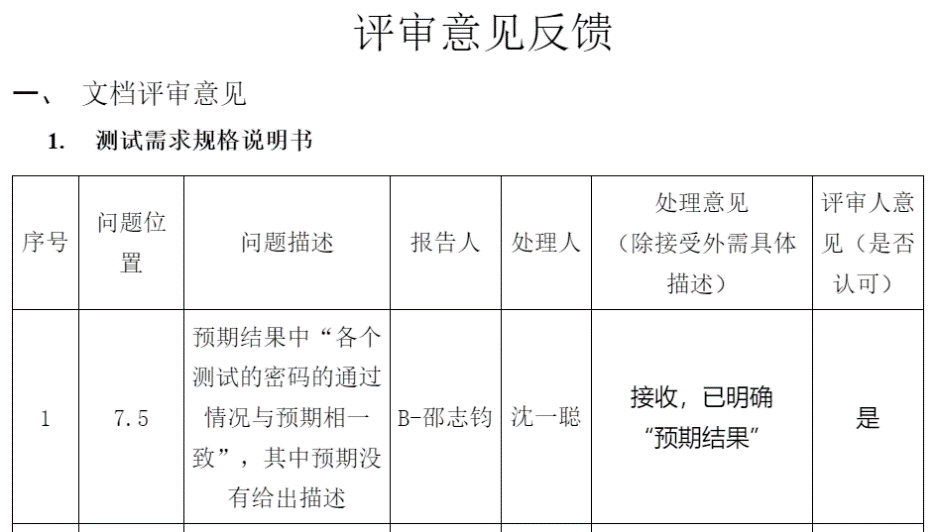 评审意见反馈
一、 文档评审意见
1. 测试需求规格说明书
序号
问题位
置
问题描述
报告人
处理人
处理意见
（除接受外需具体
描述）
评审人意
见（是否
认可）
1
7.5
预期结果中“各个
测试的密码的通过
情况与预期相一
致”，其中预期没
有给出描述
B-邵志钧
沈一聪
接收，已明确
“预期结果”
是